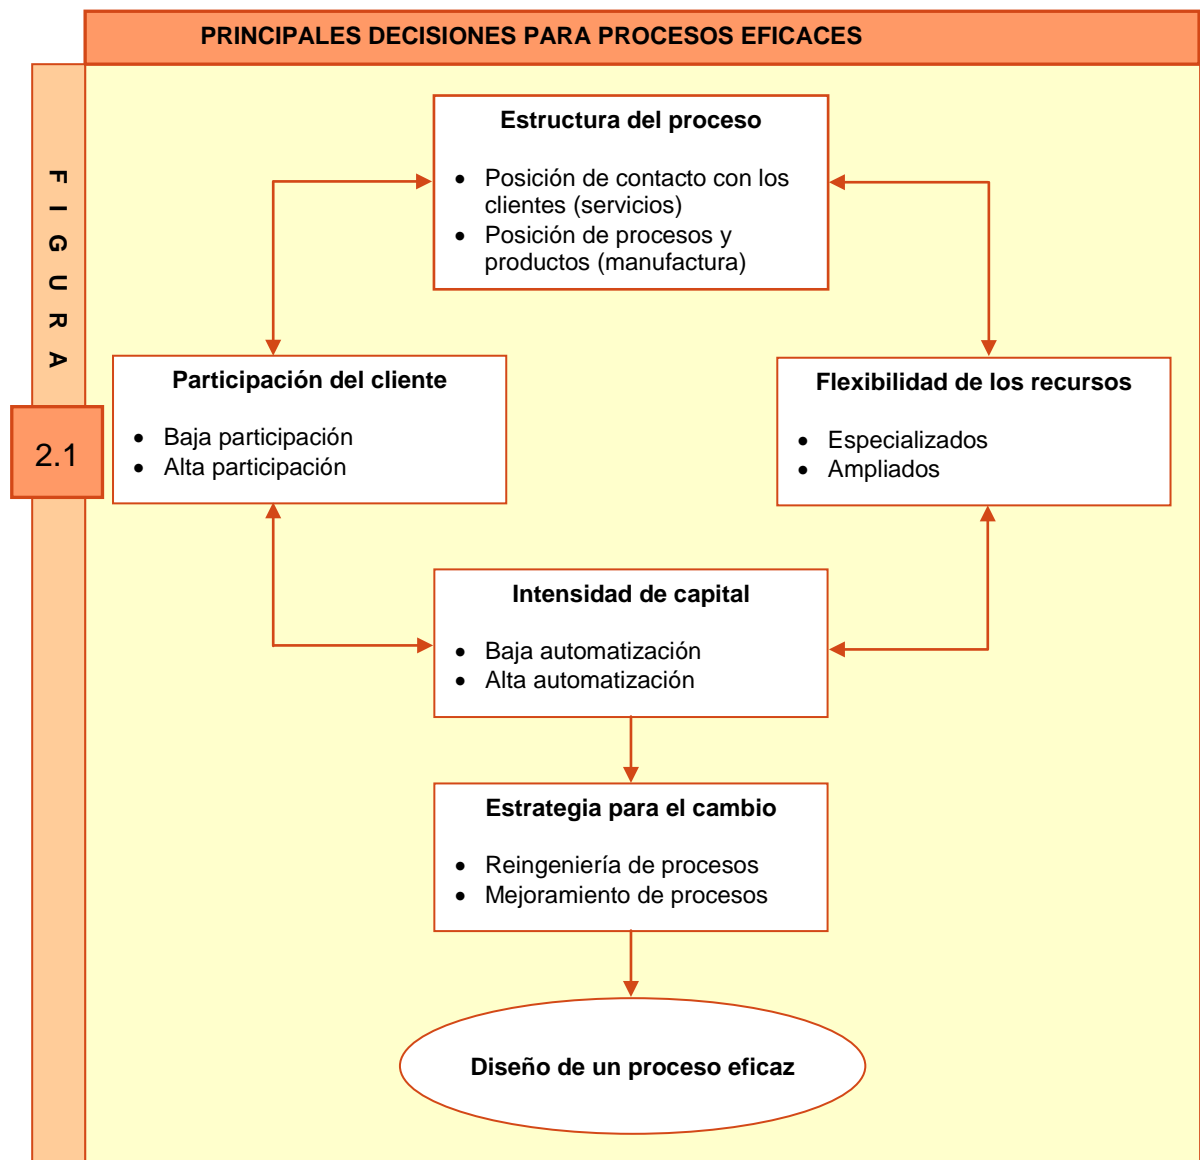 PRINCIPALES DECISIONES PARA PROCESOS EFICACES
FIGURA
2.1
Estructura del proceso
• Posición de contacto con los
clientes (servicios)
• Posición de procesos y
productos (manufactura)
Participación del cliente
• Baja participación
• Alta participación
Flexibilidad de los recursos
• Especializados
• Ampliados
Intensidad de capital
• Baja automatización
• Alta automatización
Estrategia para el cambio
• Reingeniería de procesos
• Mejoramiento de procesos
Diseño de un proceso eficaz